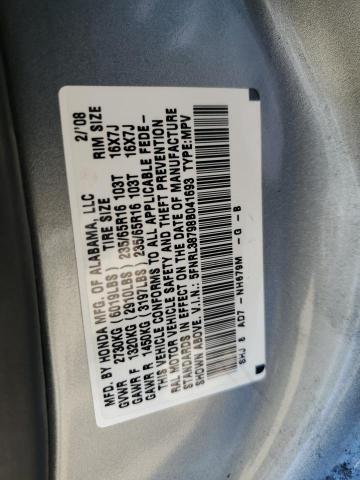 MFD. BY HONDA MFG. OF ALABAMA, LLC 2/'08
TIRE SIZE RIM SIZE
GVWR 2730KG (6019LBS)
GAWR F 1320KG (2910LBS) 235/65R16 103T 16X7J
GAWR R 1450KG (3197LBS) 235/65R16 103T 16X7J
THIS VEHICLE CONFORMS TO ALL APPLICABLE FEDE-
RAL MOTOR VEHICLE SAFETY AND THEFT PREVENTION
STANDARDS IN EFFECT ON THE DATE OF MANUFACTURE
SHOWN ABOVE. V.I.N.: 5FNRL38798B041693 TYPE:MPV
SHJ 8 AD7 - NH679M - G - B